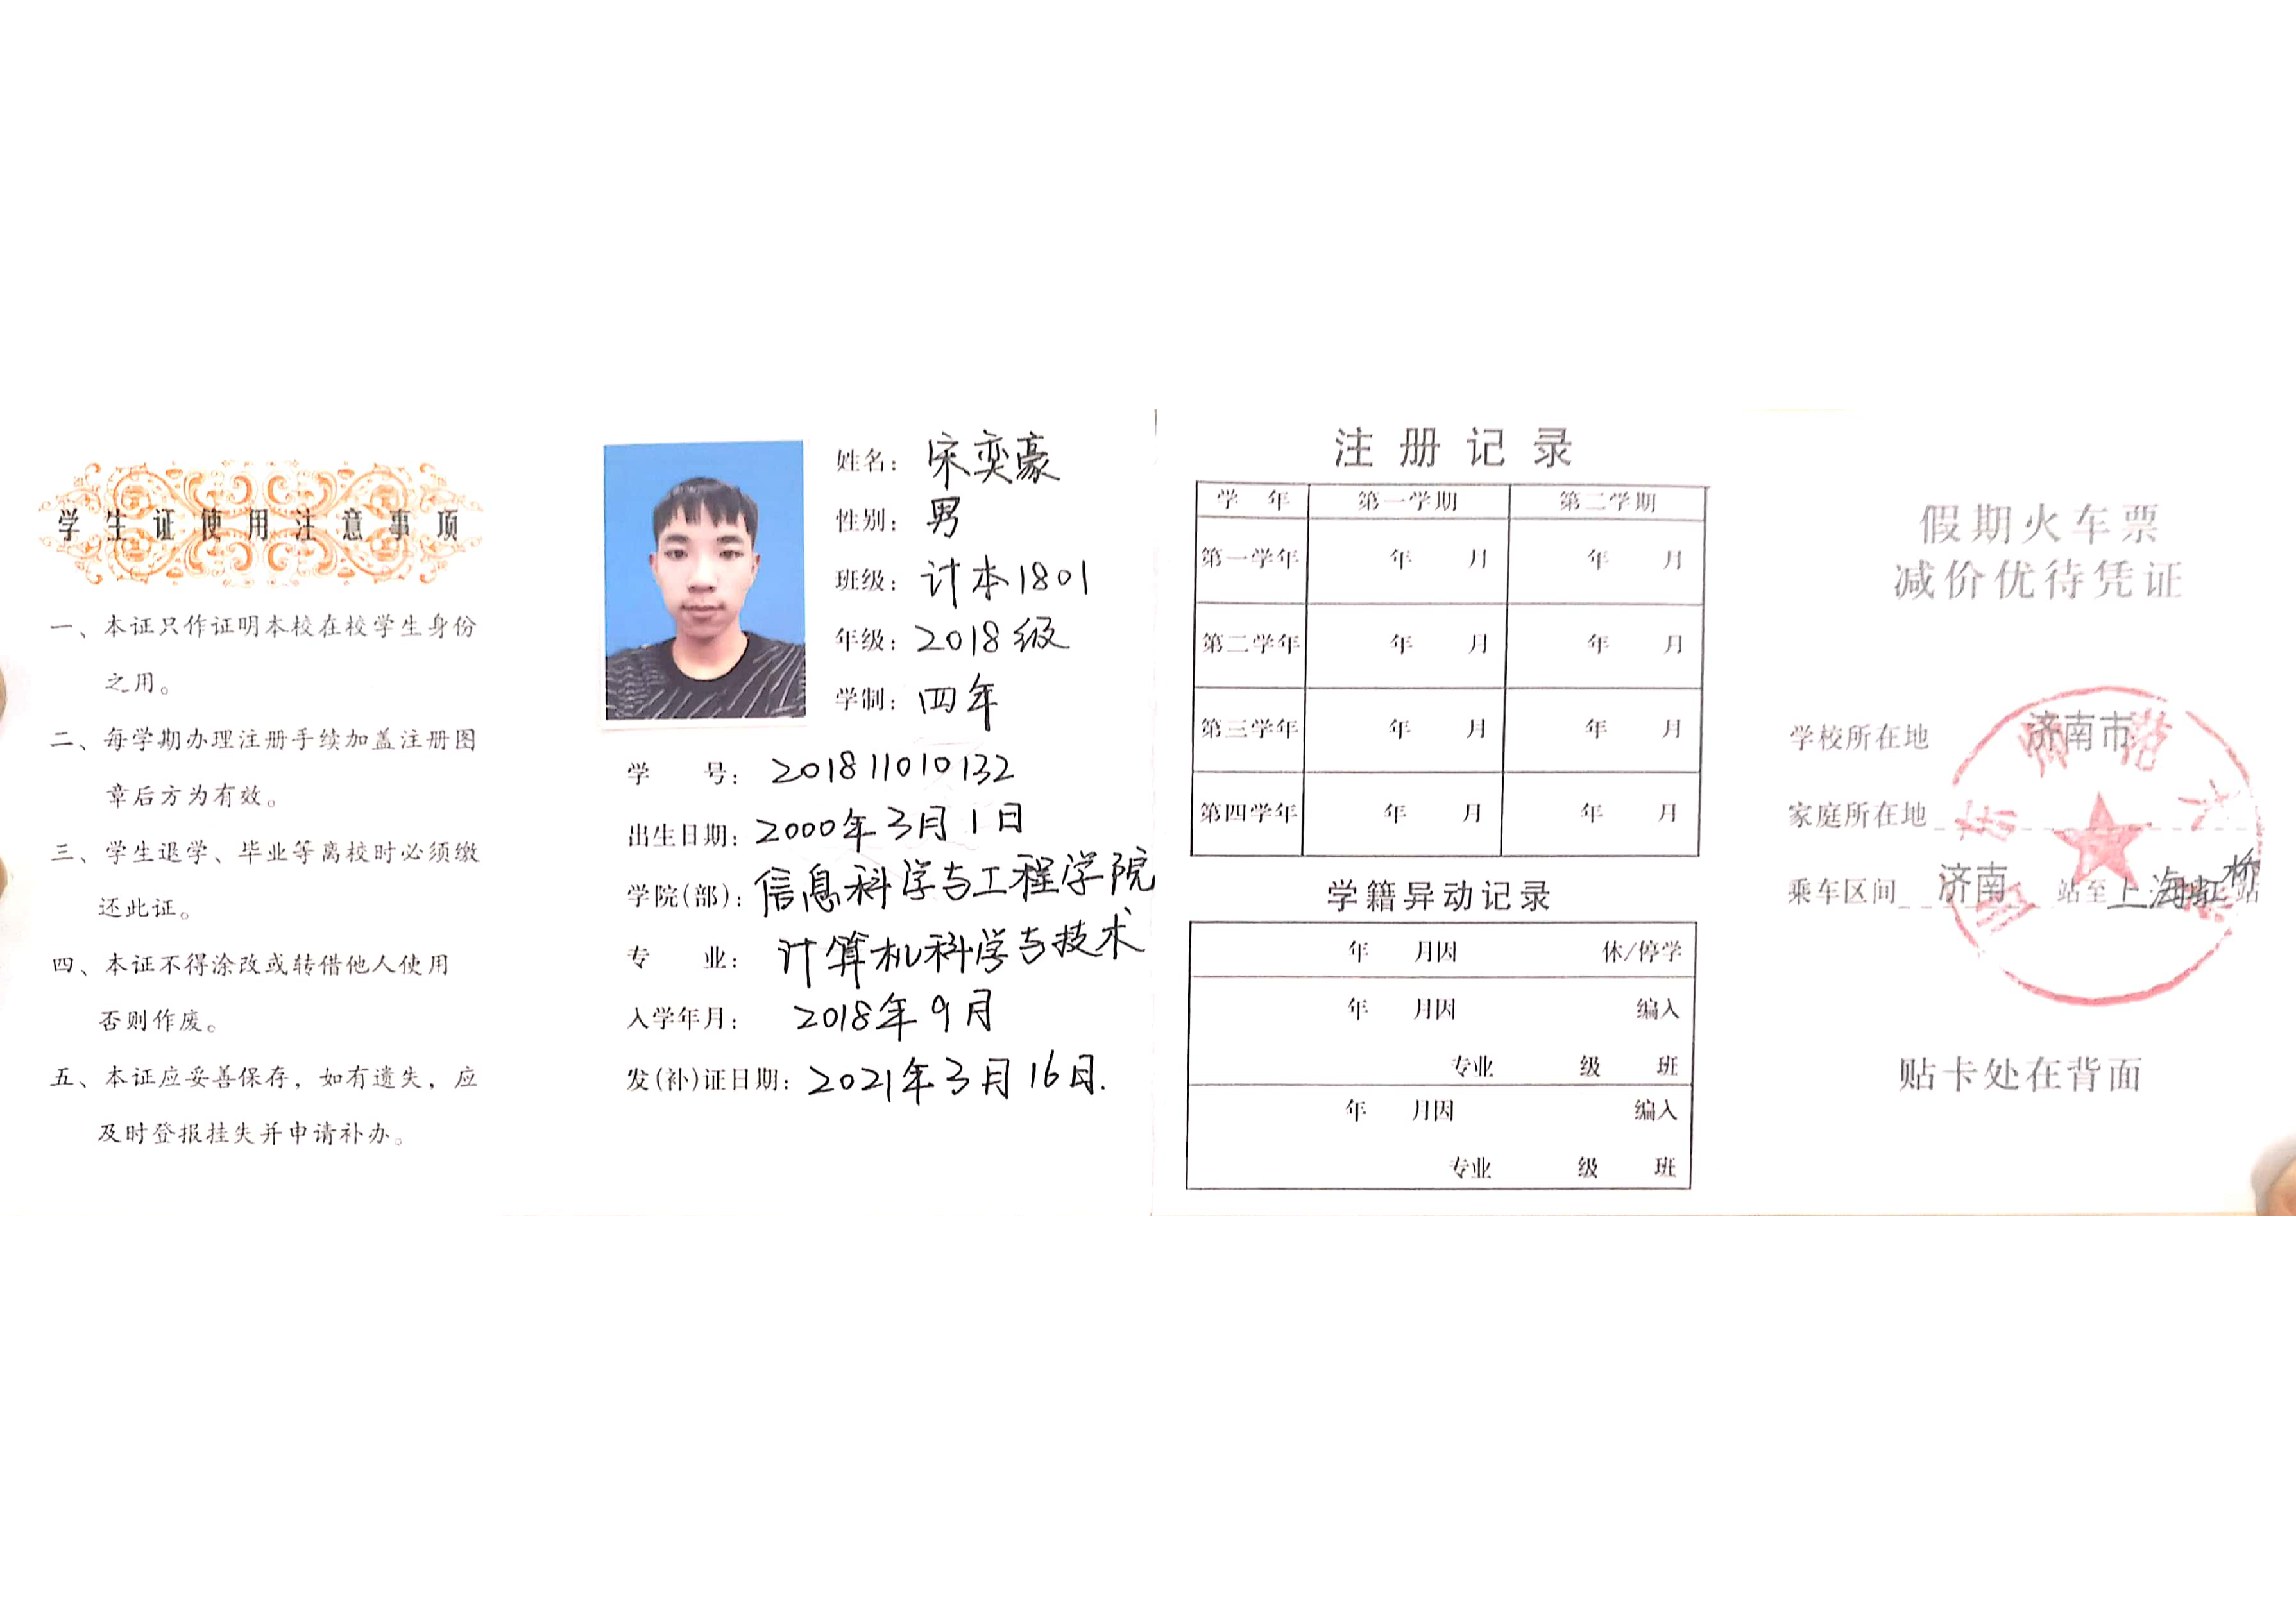 学生证使用注意事项
一、本证只作证明本校在校学生身份
之用。
二、每学期办理注册手续加盖注册图
章后方为有效。
三、学生退学、毕业等离校时必须缴
还此证。
四、本证不得涂改或转借他人使用
否则作废。
五、本证应妥善保存，如有遗失，应
及时登报挂失并申请补办。
姓名：宋奕豪
性别：男
班级：计本1801
年级：2018级
学制：四年
学 号：201811010132
出生日期：2000年3月1日
学院(部)：信息科学与工程学院
专 业：计算机科学与技术
入学年月：2018年9月
发(补)证日期：2021年3月16日.
注册记录
学 年 第一学期 第二学期
第一学年 年 月 年 月
第二学年 年 月 年 月
第三学年 年 月 年 月
第四学年 年 月 年 月
学籍异动记录
年 月因 休/停学
年 月因 编入
专业 级 班
年 月因 编入
专业 级 班
假期火车票
减价优待凭证
学校所在地 济南市
家庭所在地
乘车区间 济南 站至 上海虹桥 站
贴卡处在背面